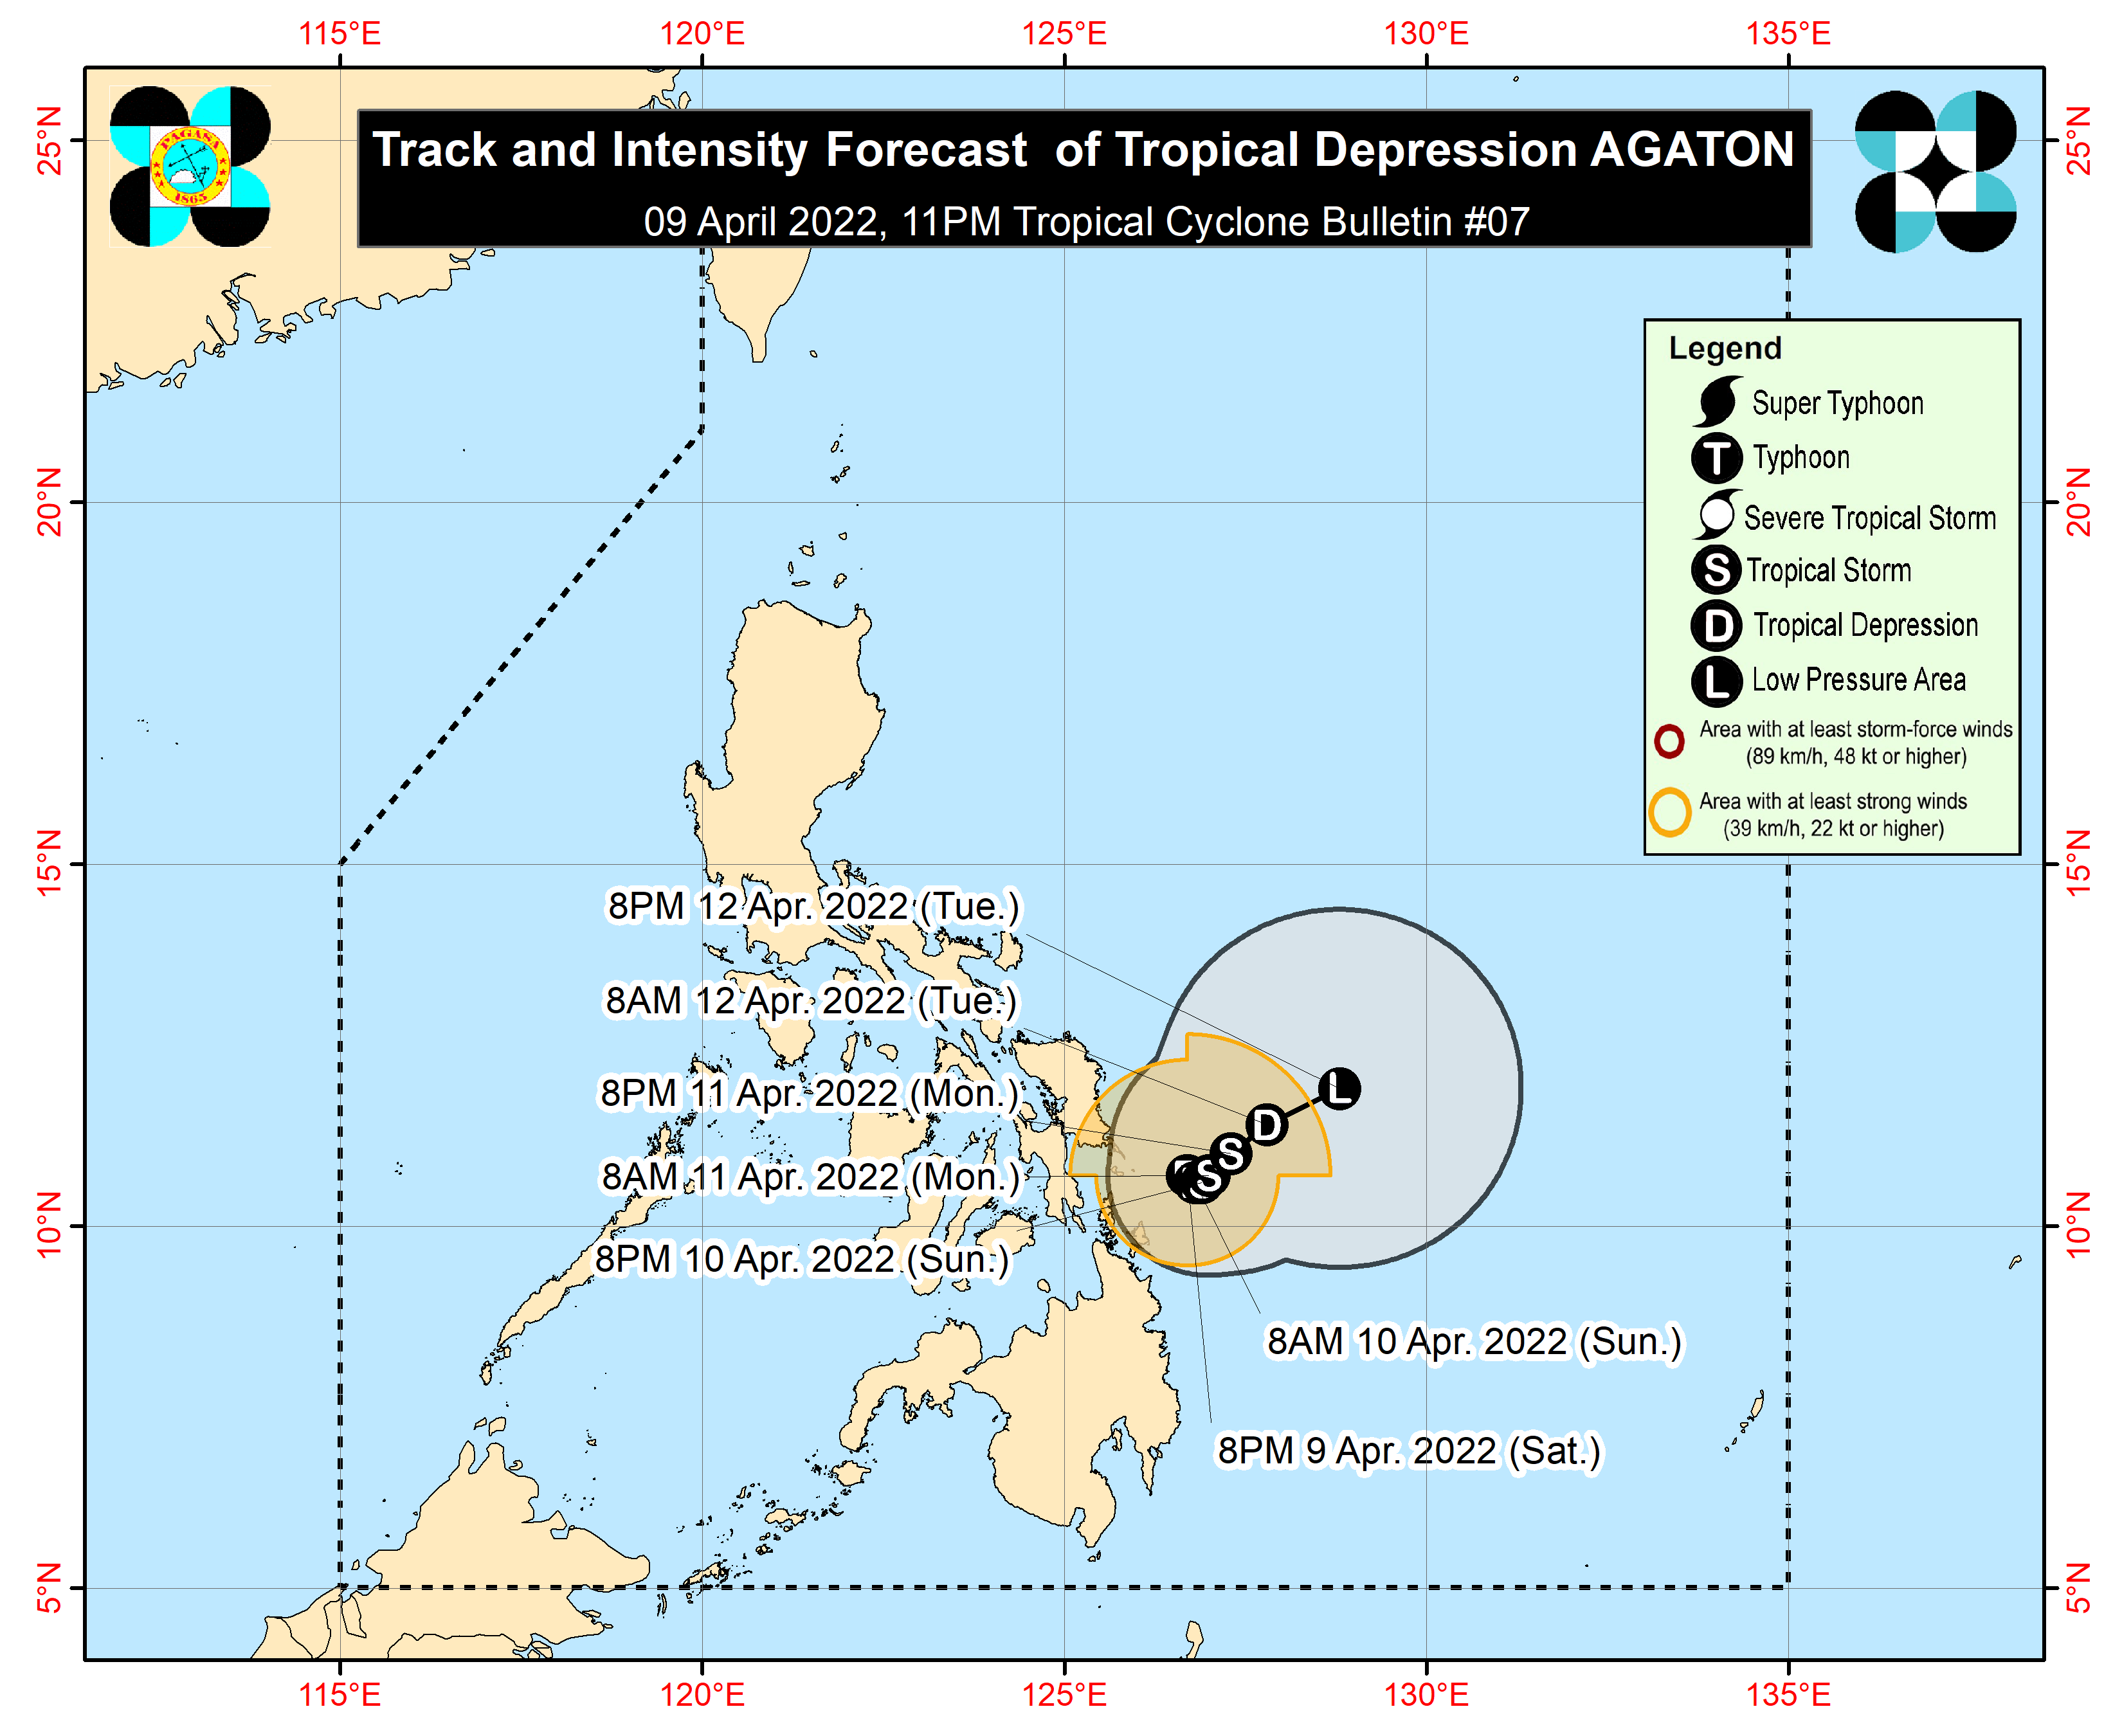 115°E 120°E 125°E 130°E 135°E
25°N 25°N
PAGASA
1865
Track and Intensity Forecast of Tropical Depression AGATON
09 April 2022, 11PM Tropical Cyclone Bulletin #07
Legend
Super Typhoon
T Typhoon
Severe Tropical Storm
S Tropical Storm
D Tropical Depression
L Low Pressure Area
Area with at least storm-force winds
(89 km/h, 48 kt or higher)
Area with at least strong winds
(39 km/h, 22 kt or higher)
20°N 20°N
15°N 15°N
8PM 12 Apr. 2022 (Tue.)
8AM 12 Apr. 2022 (Tue.)
8PM 11 Apr. 2022 (Mon.)
L
D
S
8AM 11 Apr. 2022 (Mon.)
S
10°N 10°N
8PM 10 Apr. 2022 (Sun.)
8AM 10 Apr. 2022 (Sun.)
8PM 9 Apr. 2022 (Sat.)
5°N 5°N
115°E 120°E 125°E 130°E 135°E